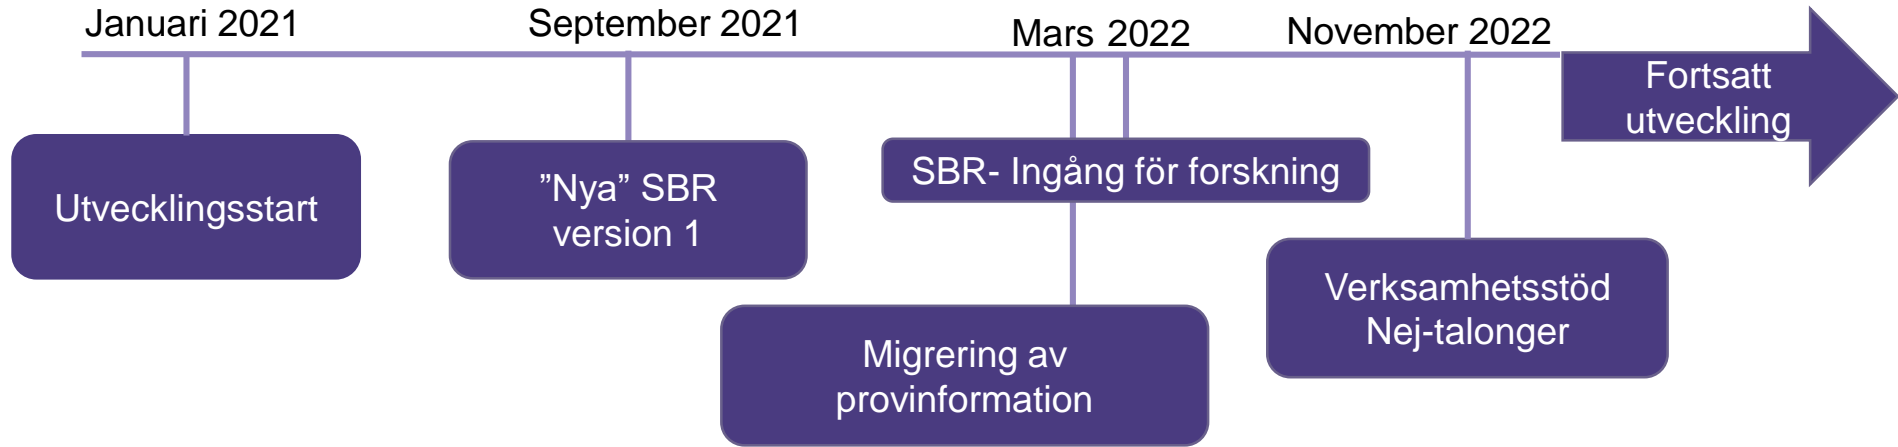 Januari 2021
September 2021
Mars 2022
November 2022
Fortsatt
utveckling
Utvecklingsstart
”Nya” SBR
version 1
SBR- Ingång för forskning
Migrering av
provinformation
Verksamhetsstöd
Nej-talonger